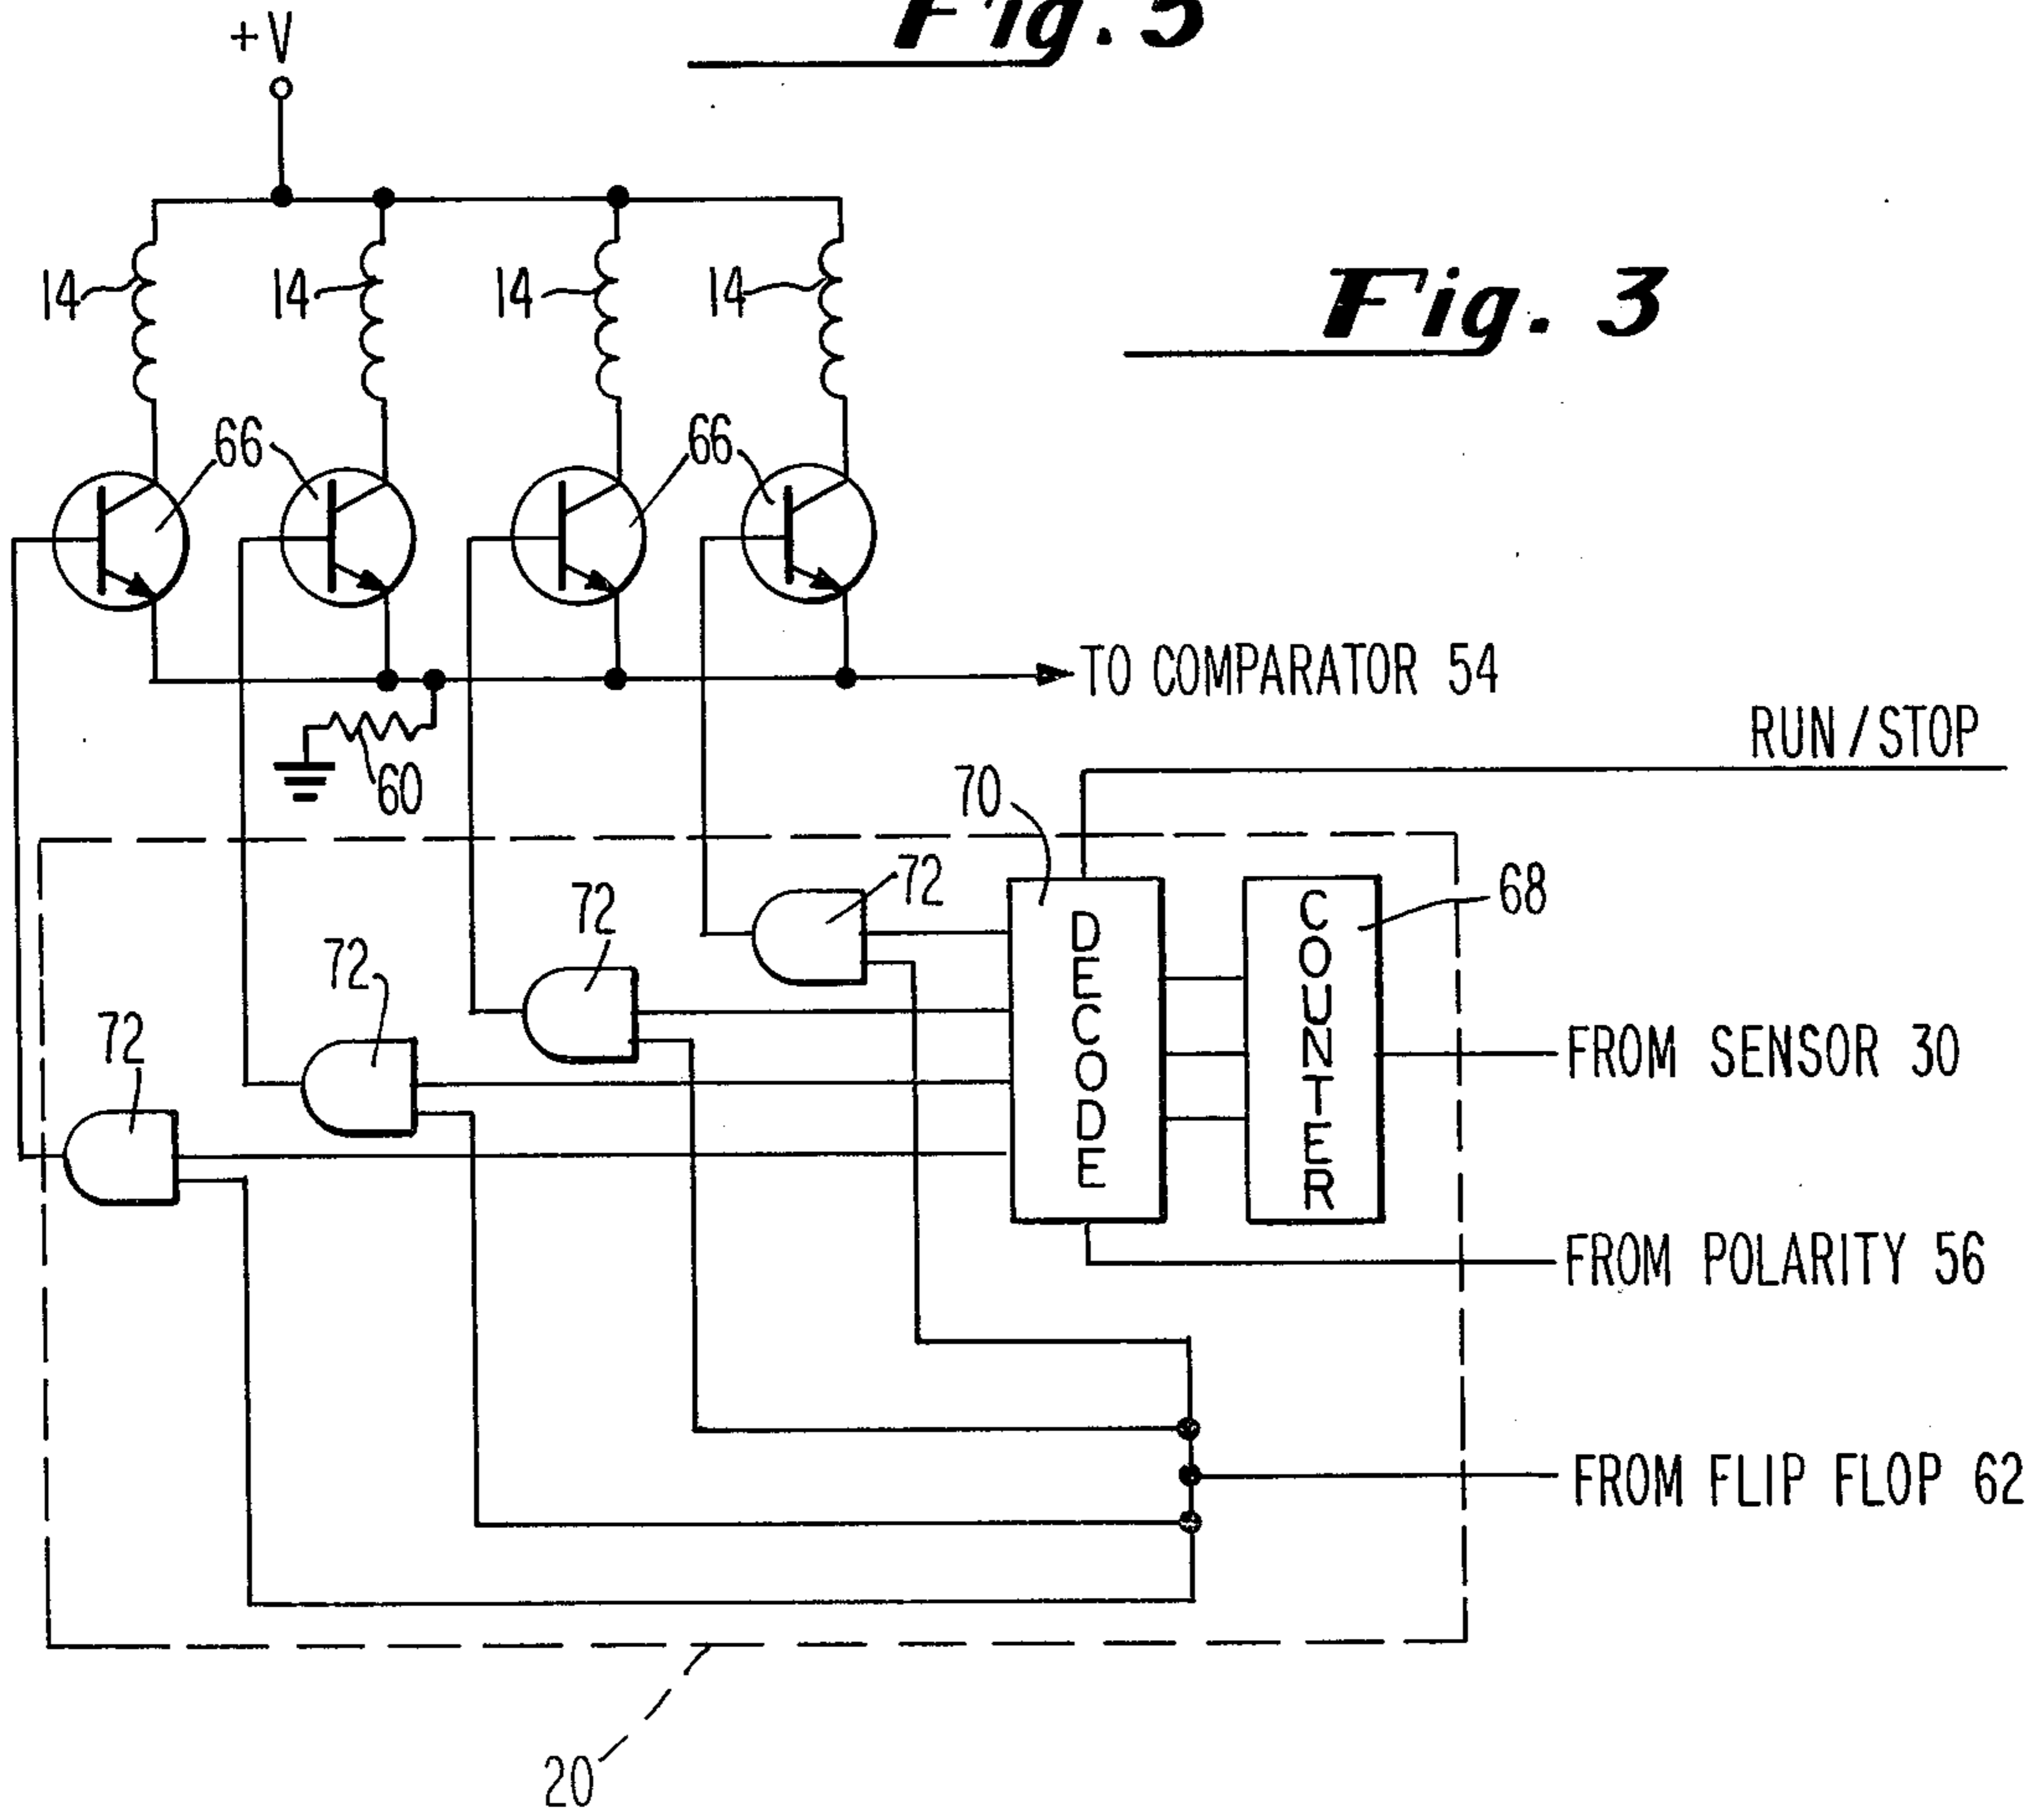 Fig. 5
+V
14 14 14 14
Fig. 3
66 66
TO COMPARATOR 54
RUN/STOP
60
70
72
68
72
72
72
DECODE
COUNTER
FROM SENSOR 30
FROM POLARITY 56
FROM FLIP FLOP 62
20